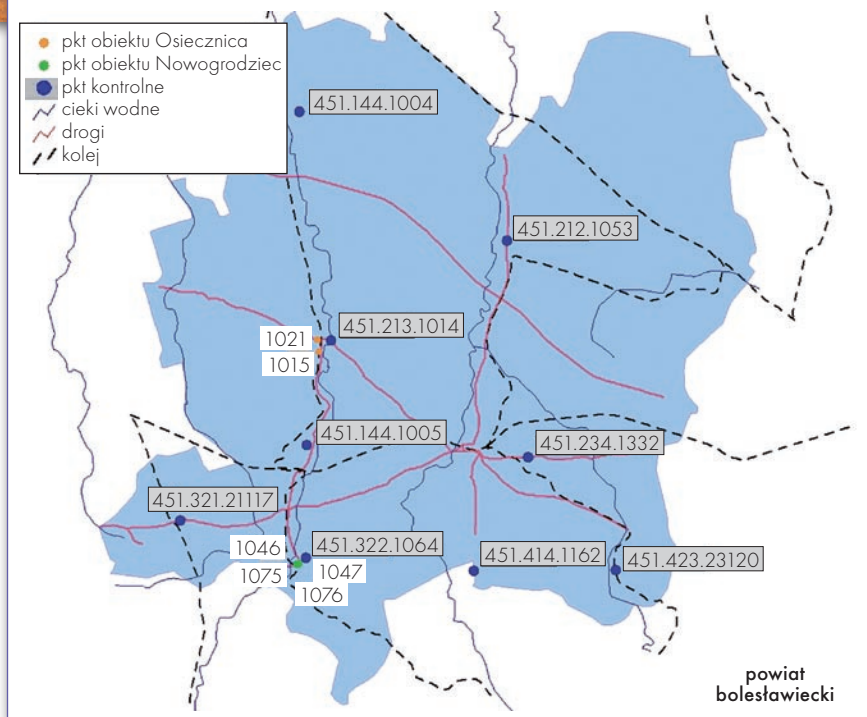 pkt obiektu Osiecznica
pkt obiektu Nowogrodziec
pkt kontrolne
cieki wodne
drogi
kolej
451.144.1004
451.212.1053
451.213.1014
1021
1015
451.144.1005
451.234.1332
451.321.21117
1046
451.322.1064
1075
1047
1076
451.414.1162
451.423.23120
powiat
bolesławiecki